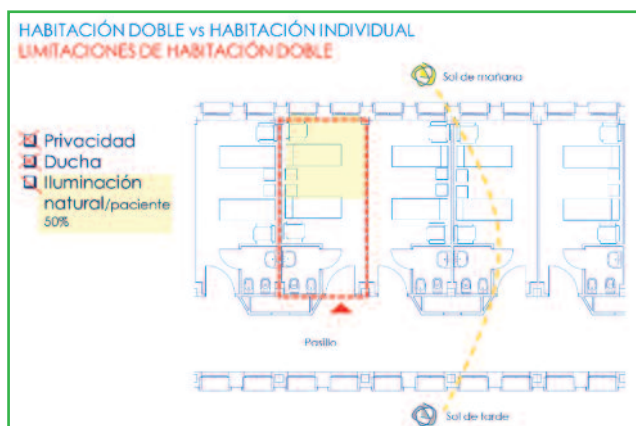 HABITACIÓN DOBLE vs HABITACIÓN INDIVIDUAL
LIMITACIONES DE HABITACIÓN DOBLE
Sol de mañana
Privacidad
Ducha
Iluminación
natural/paciente
50%
Pasillo
Sol de tarde